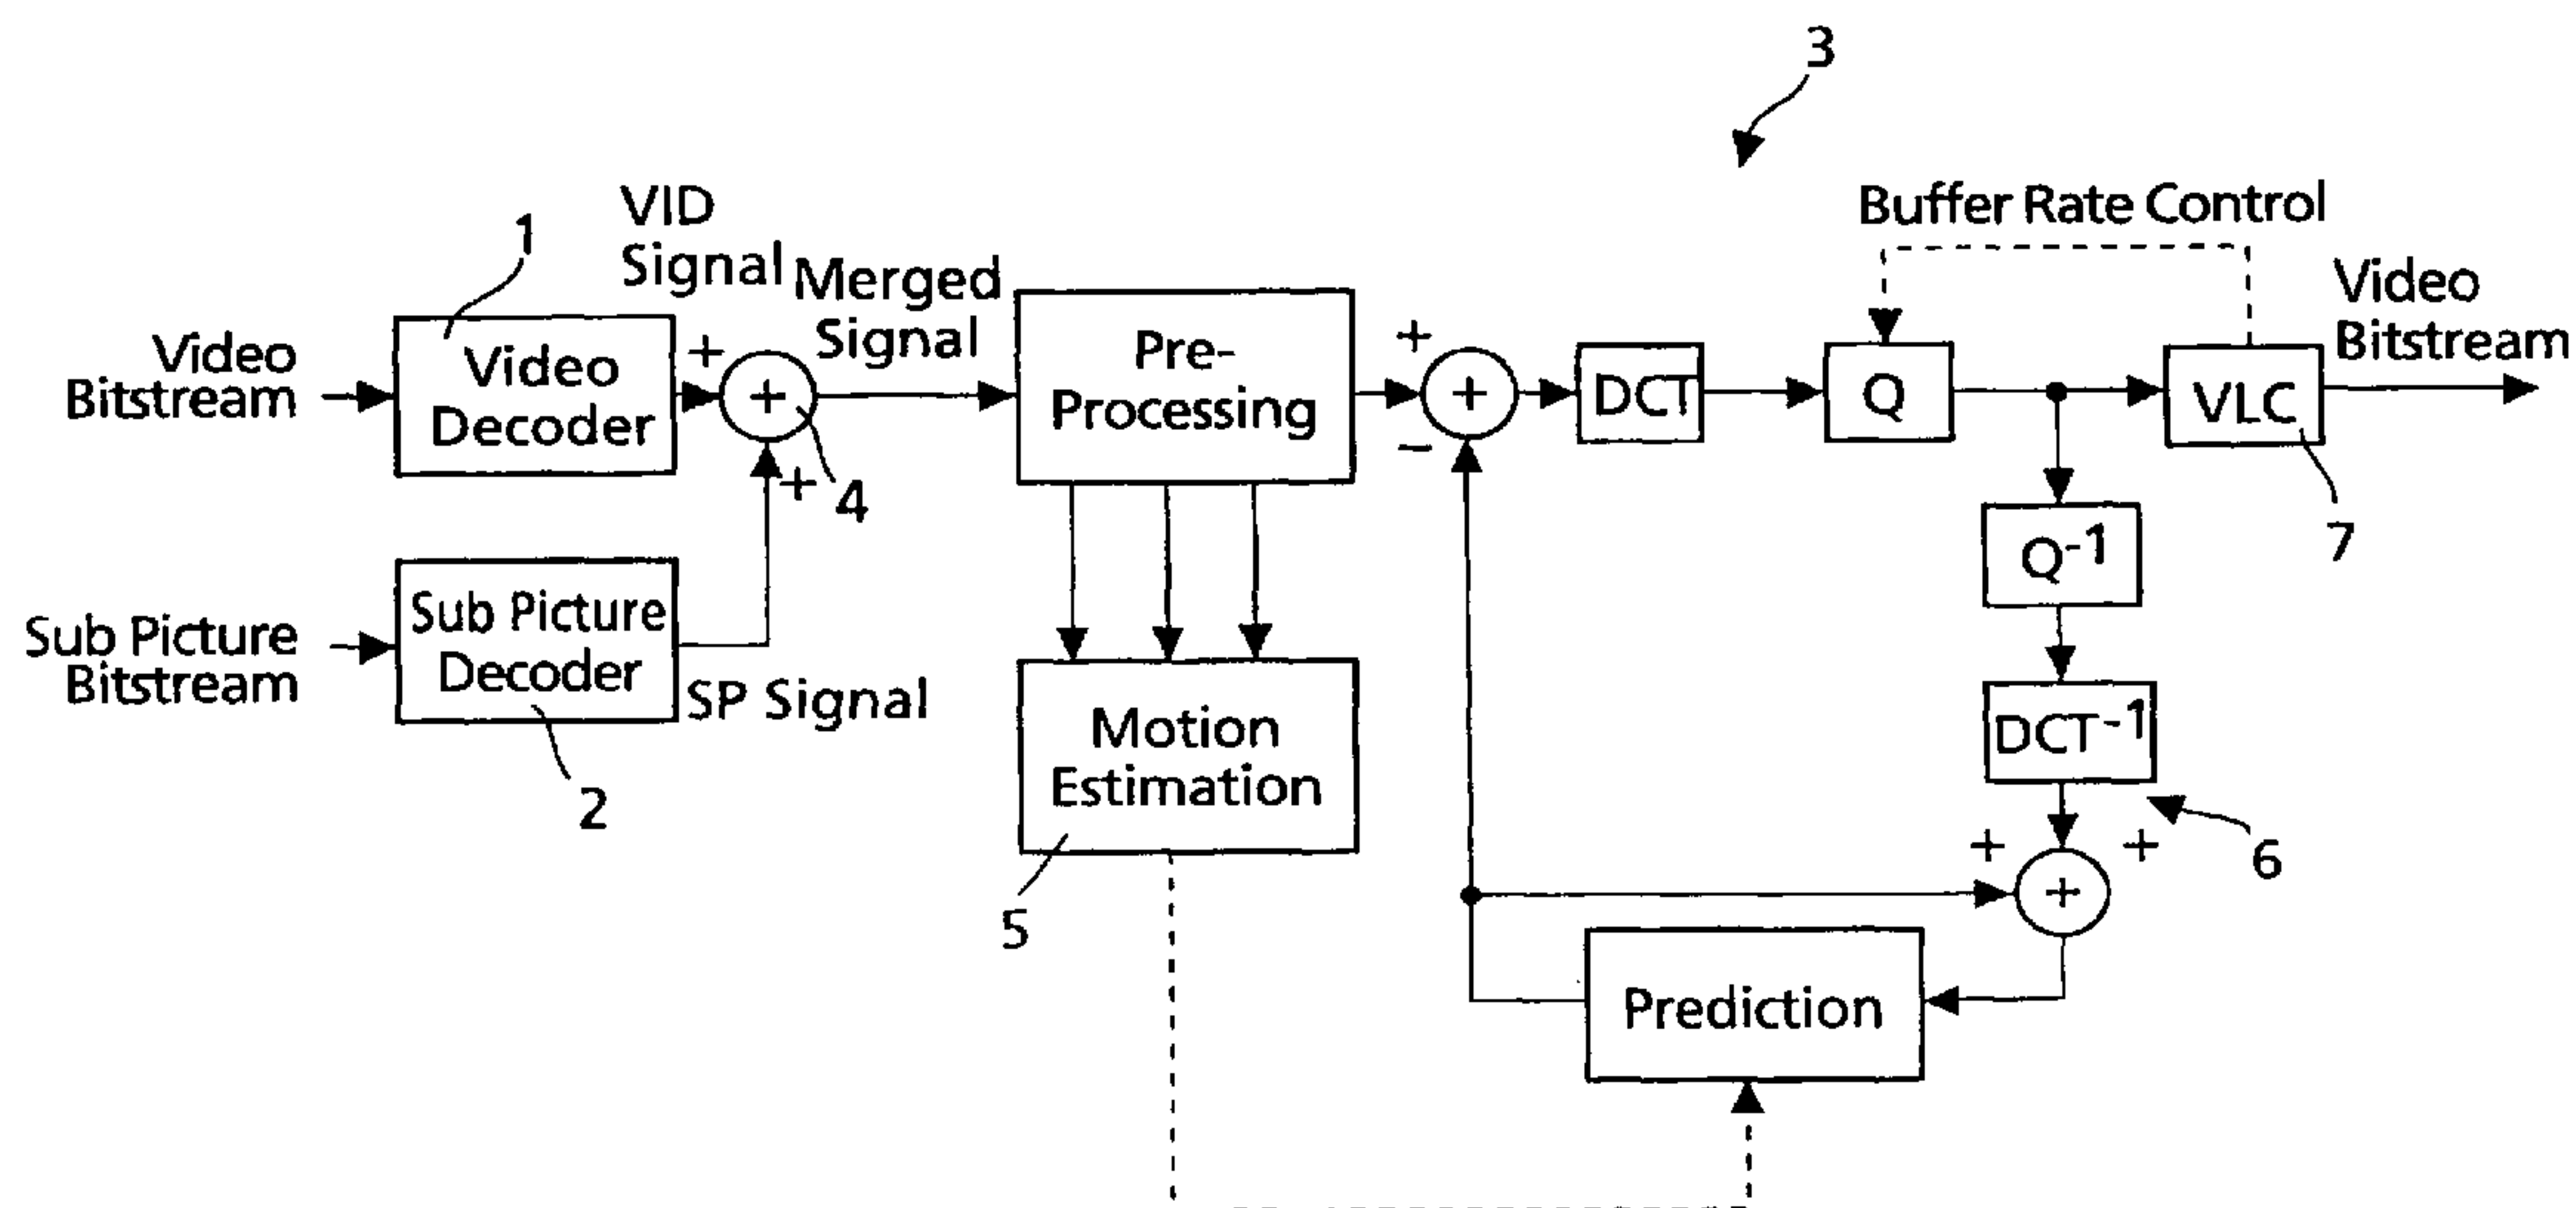 3
VID
Signal
Buffer Rate Control
1
Merged
Signal
Video
Bitstream
Video
Bitstream
Video
Decoder
+
+
+
4
Pre-
Processing
+
+
−
DCT
Q
VLC
7
Q-1
Sub Picture
Bitstream
Sub Picture
Decoder
SP Signal
2
Motion
Estimation
5
DCT-1
6
+
+
+
Prediction